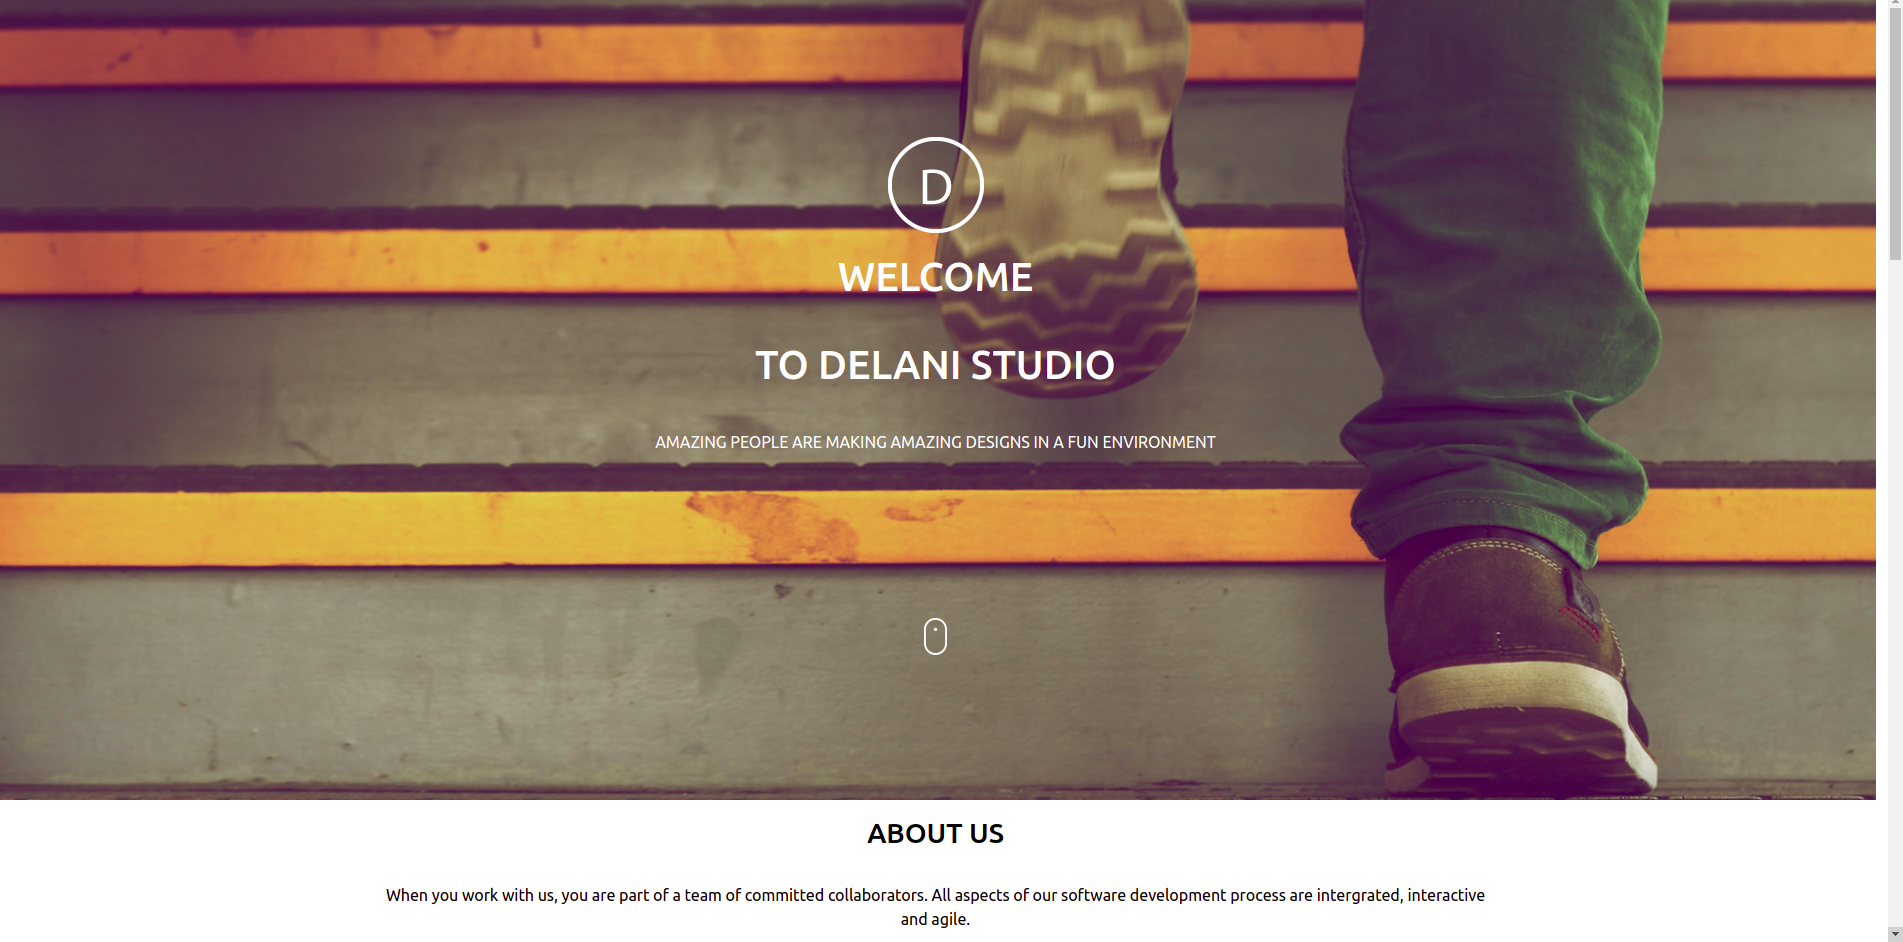 D
WELCOME
TO DELANI STUDIO
AMAZING PEOPLE ARE MAKING AMAZING DESIGNS IN A FUN ENVIRONMENT
ABOUT US
When you work with us, you are part of a team of committed collaborators. All aspects of our software development process are intergrated, interactive
and agile.